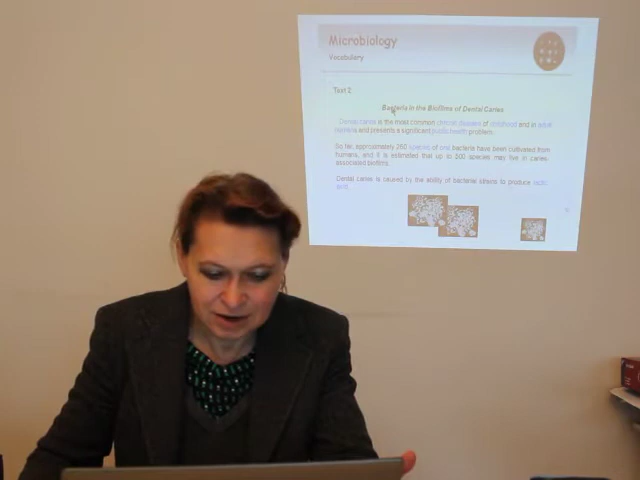 Microbiology
Vocabulary
Text 2
Bacteria in the Biofilms of Dental Caries
Dental caries is the most common chronic disease of childhood and in adult
and presents a significant public health problem.
So far, approximately 260 species of oral bacteria have been cultivated from
humans, and it is estimated that up to 500 species may live in caries-
associated biofilms.
Dental caries is caused by the ability of bacterial strains to produce lactic
acid.